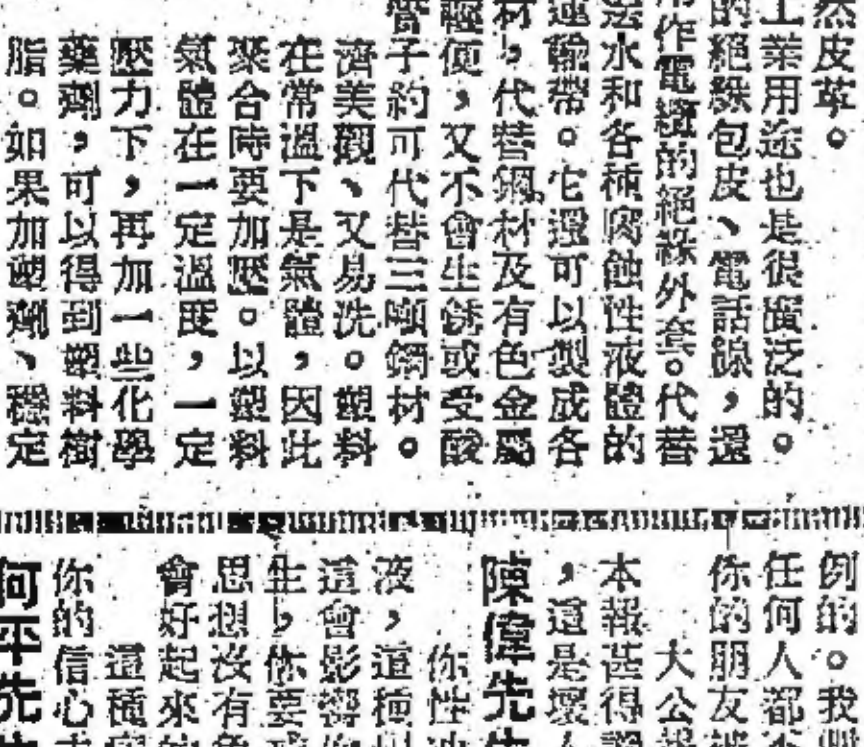 然皮革。
工業用途也是很廣泛的。
的絕緣包皮、電話線，還
作電纜的絕緣外套。代替
送水和各種腐蝕性液體的
運輸帶。它還可以製成各
材，代替鋼材及有色金屬
輕便，又不會生銹或受酸
管子約可代替三噸鋼材。
濟美觀、又易洗。塑料
在常溫下是氣體，因此
聚合時要加壓。以塑料
氣體在一定溫度，一定
壓力下，再加一些化學
藥劑，可以得到塑料樹
脂。如果加塑劑、穩定
例的。我
任何人都
你的朋友
大公報
本報甚得
，這是壞
陳偉先生
你性
液，這種
這會影響
生，你要
思想沒有
會好起來
這種
你的信心
何平先生